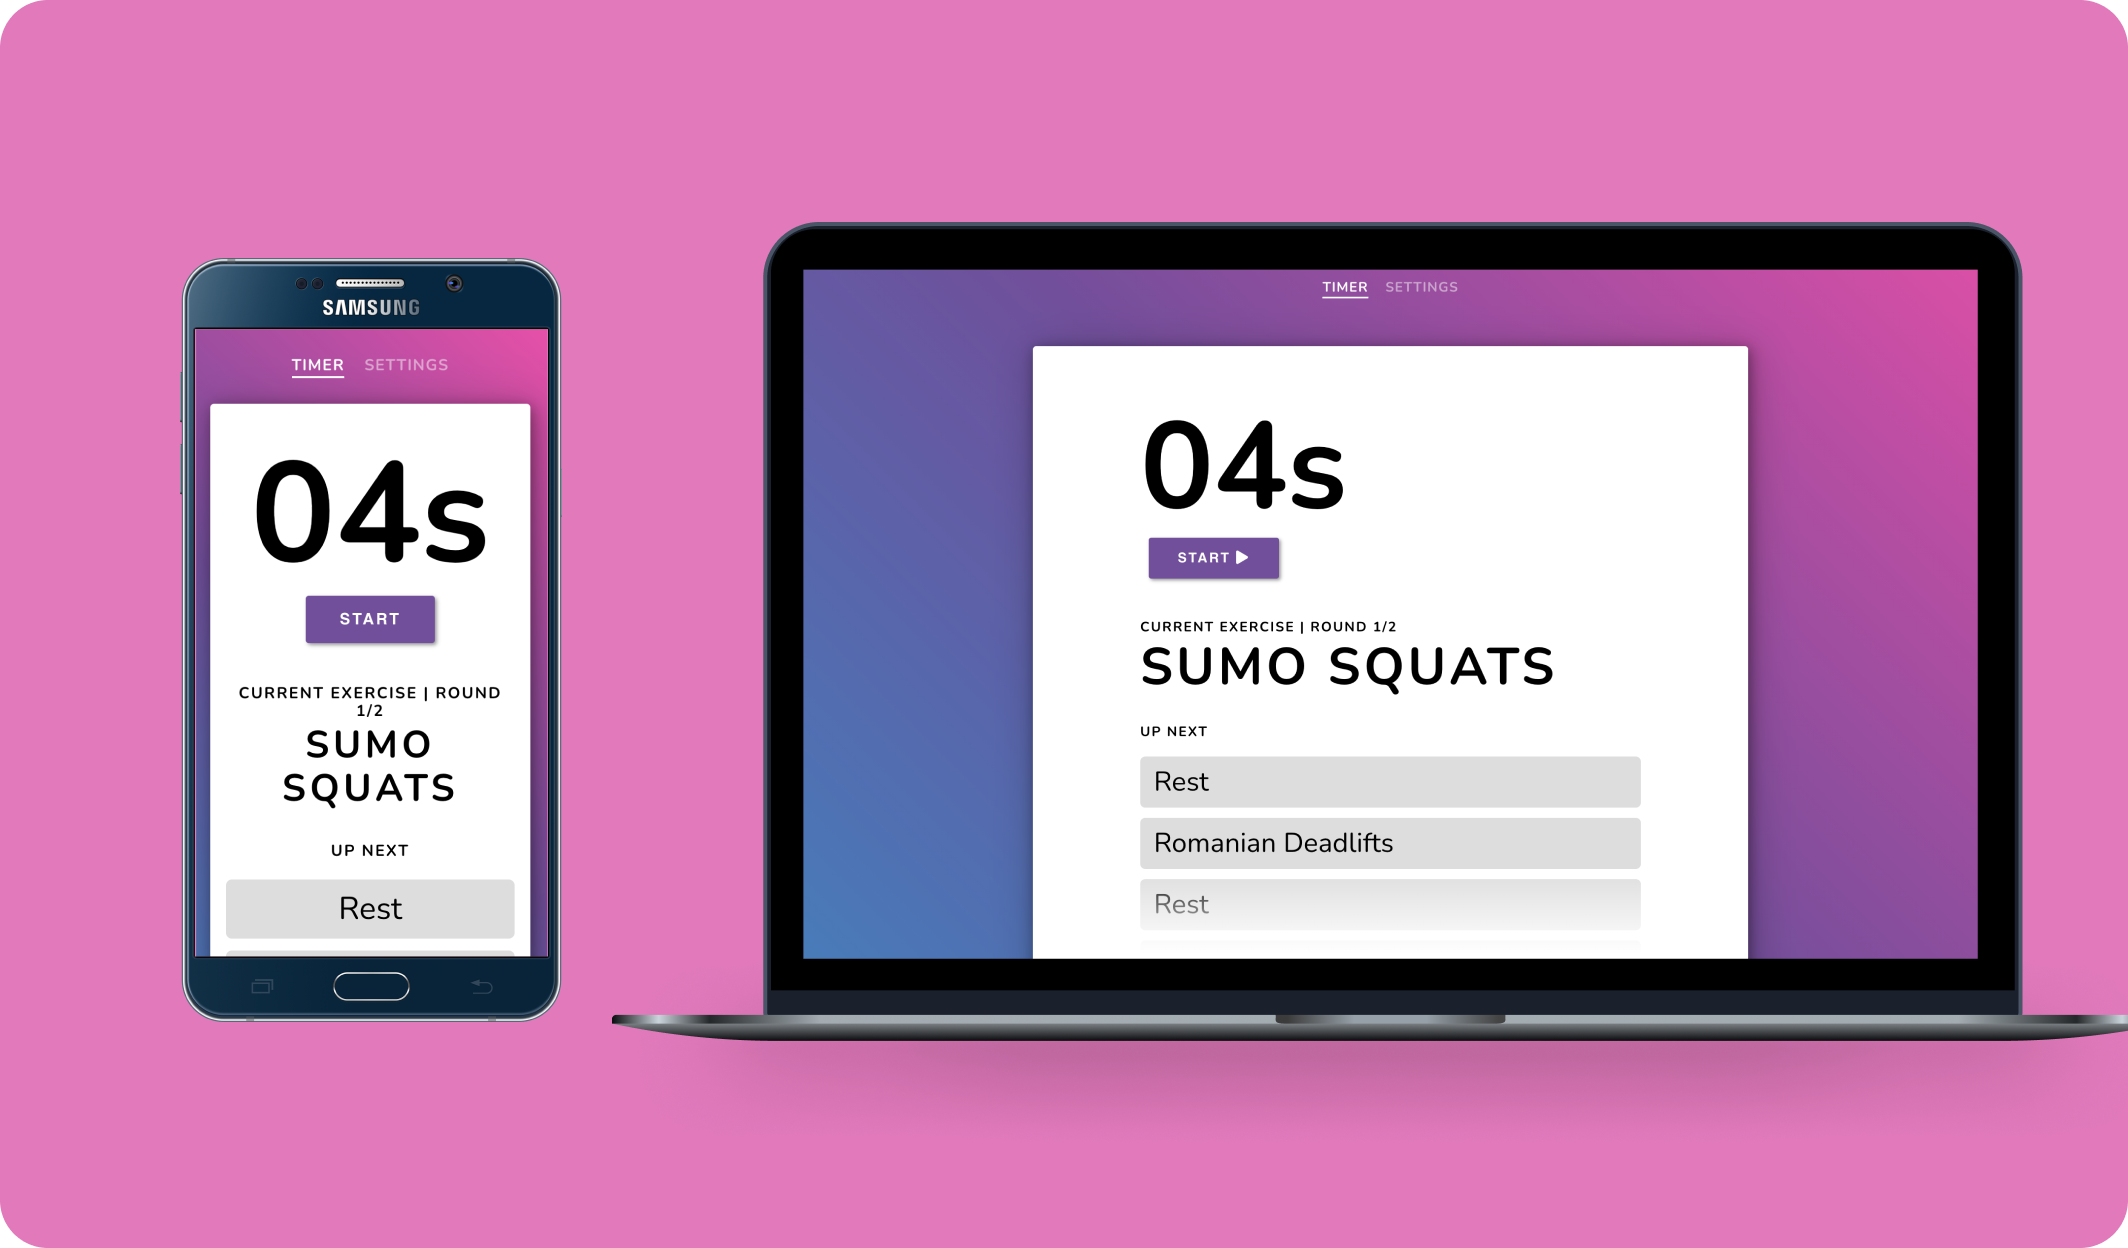 SAMSUNG
TIMER SETTINGS
04s
START
CURRENT EXERCISE | ROUND
1/2
SUMO
SQUATS
UP NEXT
Rest
TIMER SETTINGS
04s
START
CURRENT EXERCISE | ROUND 1/2
SUMO SQUATS
UP NEXT
Rest
Romanian Deadlifts
Rest